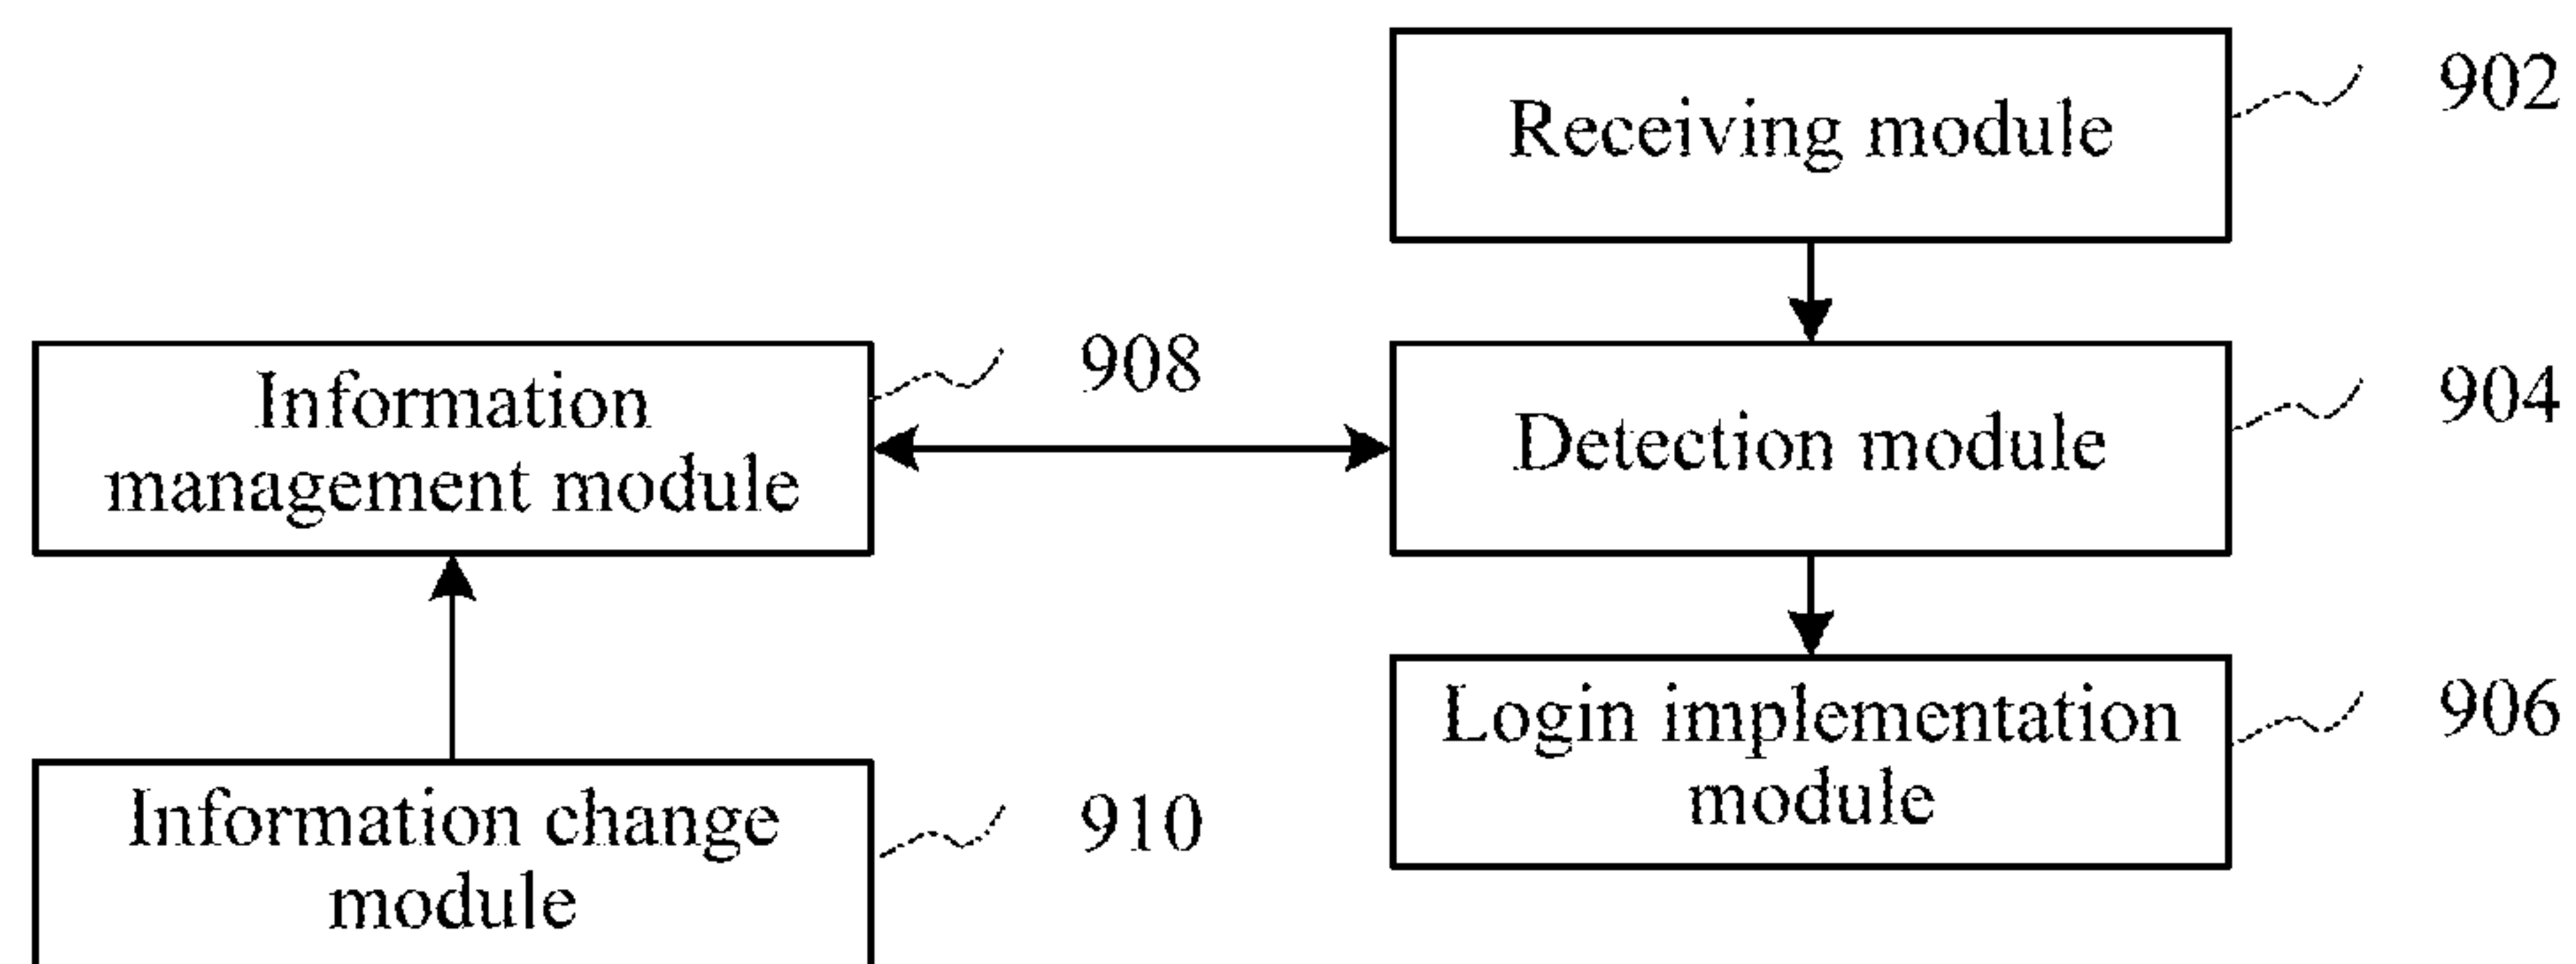 Receiving module
902
Information
management module
908
Detection module
904
Login implementation
module
906
Information change
module
910